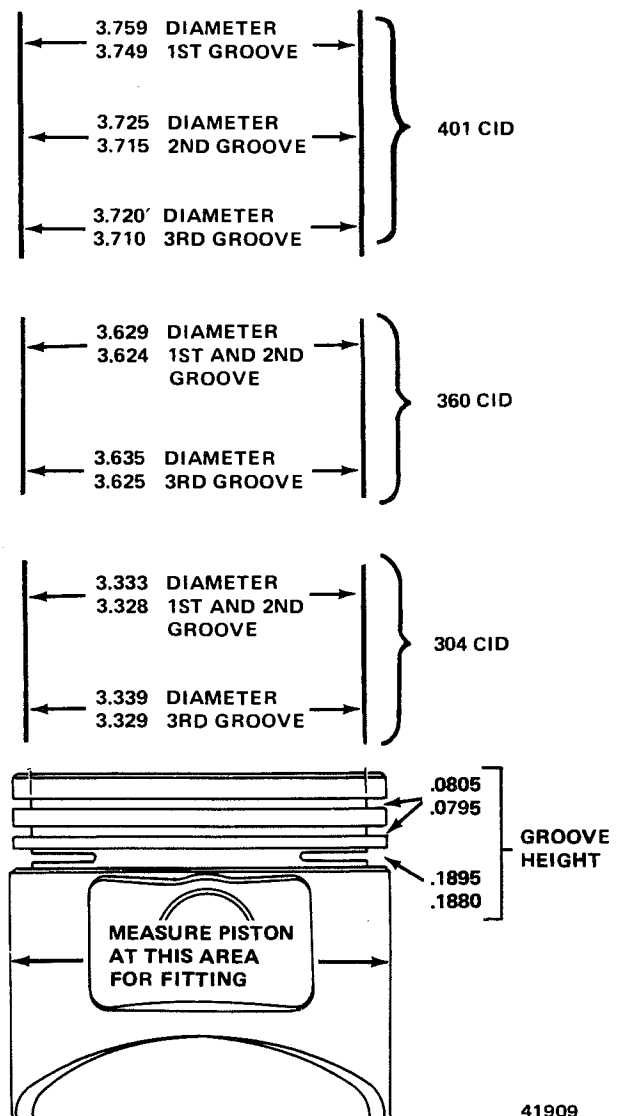 3.759 DIAMETER
3.749 1ST GROOVE
3.725 DIAMETER
3.715 2ND GROOVE
3.720 DIAMETER
3.710 3RD GROOVE
401 CID
3.629 DIAMETER
3.624 1ST AND 2ND
GROOVE
3.635 DIAMETER
3.625 3RD GROOVE
360 CID
3.333 DIAMETER
3.328 1ST AND 2ND
GROOVE
3.339 DIAMETER
3.329 3RD GROOVE
304 CID
.0805
.0795
GROOVE
HEIGHT
.1895
.1880
MEASURE PISTON
AT THIS AREA
FOR FITTING
41909